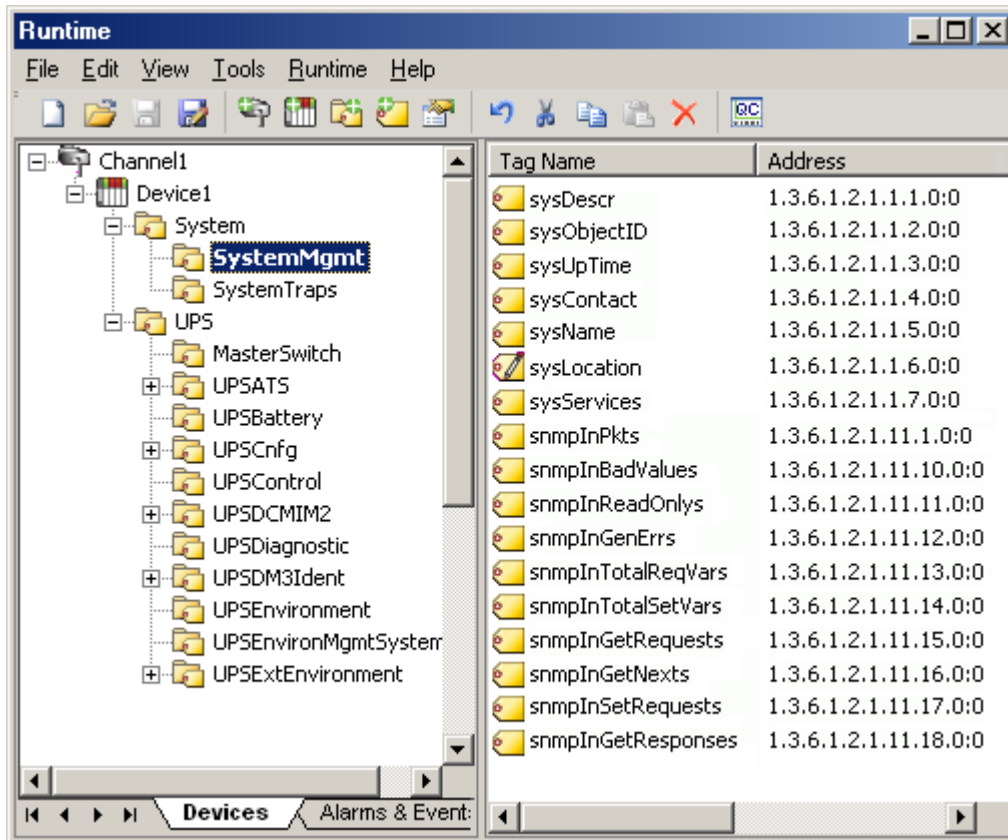 Runtime
File Edit View Tools Runtime Help
QC
Channel1
Device1
System
SystemMgmt
SystemTraps
UPS
MasterSwitch
UPSATS
UPSBattery
UPSCnfg
UPSControl
UPSDCMIM2
UPSDiagnostic
UPSDM3Ident
UPSEnvironment
UPSEnvironMgmtSystem
UPSExtEnvironment
Devices Alarms & Event
Tag Name Address
sysDescr 1.3.6.1.2.1.1.1.0:0
sysObjectID 1.3.6.1.2.1.1.2.0:0
sysUpTime 1.3.6.1.2.1.1.3.0:0
sysContact 1.3.6.1.2.1.1.4.0:0
sysName 1.3.6.1.2.1.1.5.0:0
sysLocation 1.3.6.1.2.1.1.6.0:0
sysServices 1.3.6.1.2.1.1.7.0:0
snmpInPkts 1.3.6.1.2.1.11.1.0:0
snmpInBadValues 1.3.6.1.2.1.11.10.0:0
snmpInReadOnlys 1.3.6.1.2.1.11.11.0:0
snmpInGenErrs 1.3.6.1.2.1.11.12.0:0
snmpInTotalReqVars 1.3.6.1.2.1.11.13.0:0
snmpInTotalSetVars 1.3.6.1.2.1.11.14.0:0
snmpInGetRequests 1.3.6.1.2.1.11.15.0:0
snmpInGetNexts 1.3.6.1.2.1.11.16.0:0
snmpInSetRequests 1.3.6.1.2.1.11.17.0:0
snmpInGetResponses 1.3.6.1.2.1.11.18.0:0